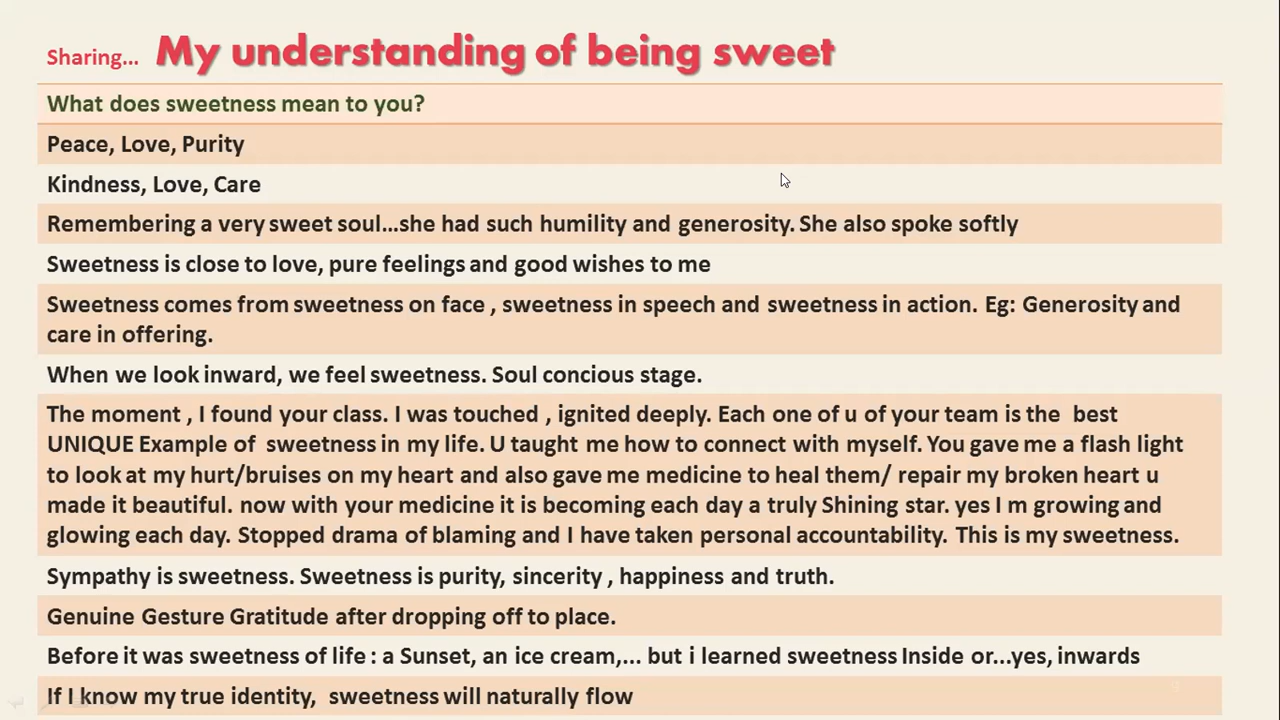 Sharing... My understanding of being sweet
What does sweetness mean to you?
Peace, Love, Purity
Kindness, Love, Care
Remembering a very sweet soul...she had such humility and generosity. She also spoke softly
Sweetness is close to love, pure feelings and good wishes to me
Sweetness comes from sweetness on face , sweetness in speech and sweetness in action. Eg: Generosity and
care in offering.
When we look inward, we feel sweetness. Soul concious stage.
The moment , I found your class. I was touched , ignited deeply. Each one of u of your team is the best
UNIQUE Example of sweetness in my life. U taught me how to connect with myself. You gave me a flash light
to look at my hurt/bruises on my heart and also gave me medicine to heal them/ repair my broken heart u
made it beautiful. now with your medicine it is becoming each day a truly Shining star. yes I m growing and
glowing each day. Stopped drama of blaming and I have taken personal accountability. This is my sweetness.
Sympathy is sweetness. Sweetness is purity, sincerity , happiness and truth.
Genuine Gesture Gratitude after dropping off to place.
Before it was sweetness of life : a Sunset, an ice cream,... but i learned sweetness Inside or...yes, inwards
If I know my true identity, sweetness will naturally flow